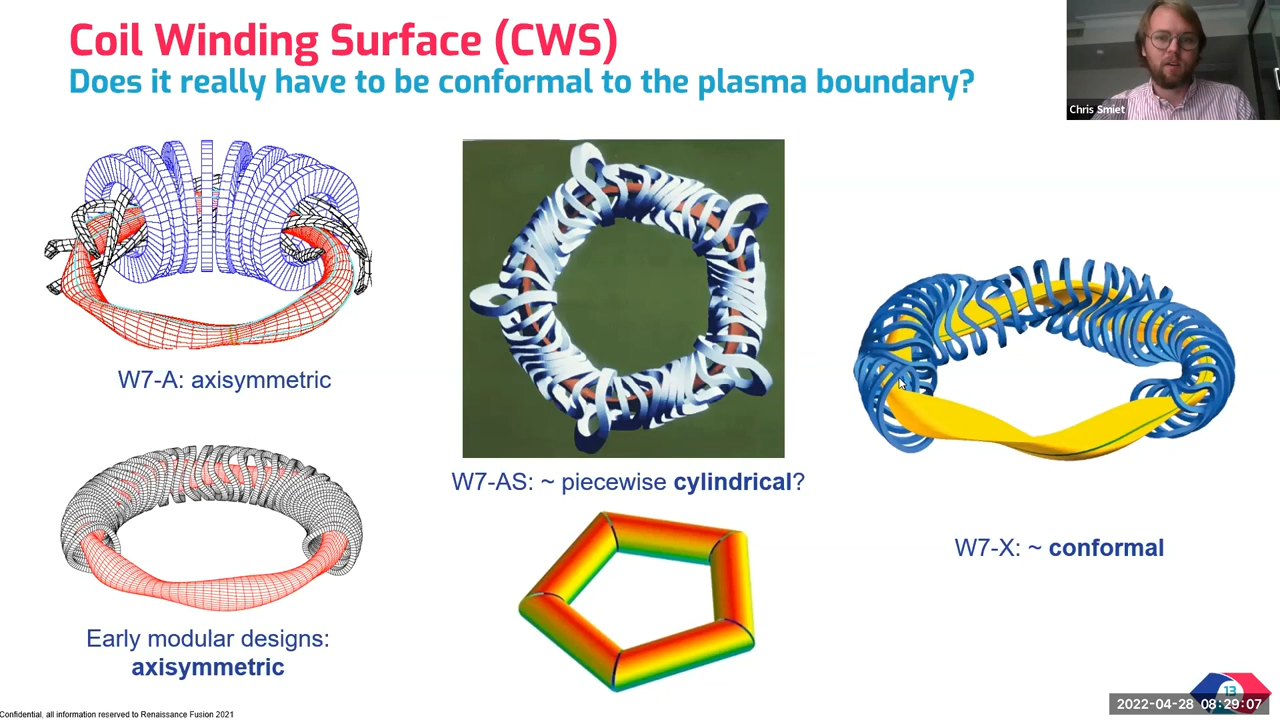 Coil Winding Surface (CWS)
Does it really have to be conformal to the plasma boundary?
Chris Smiet
W7-A: axisymmetric
W7-AS: ~ piecewise cylindrical?
W7-X: ~ conformal
Early modular designs:
axisymmetric
13
2022-04-28 08:29:07
Confidential, all information reserved to Renaissance Fusion 2021